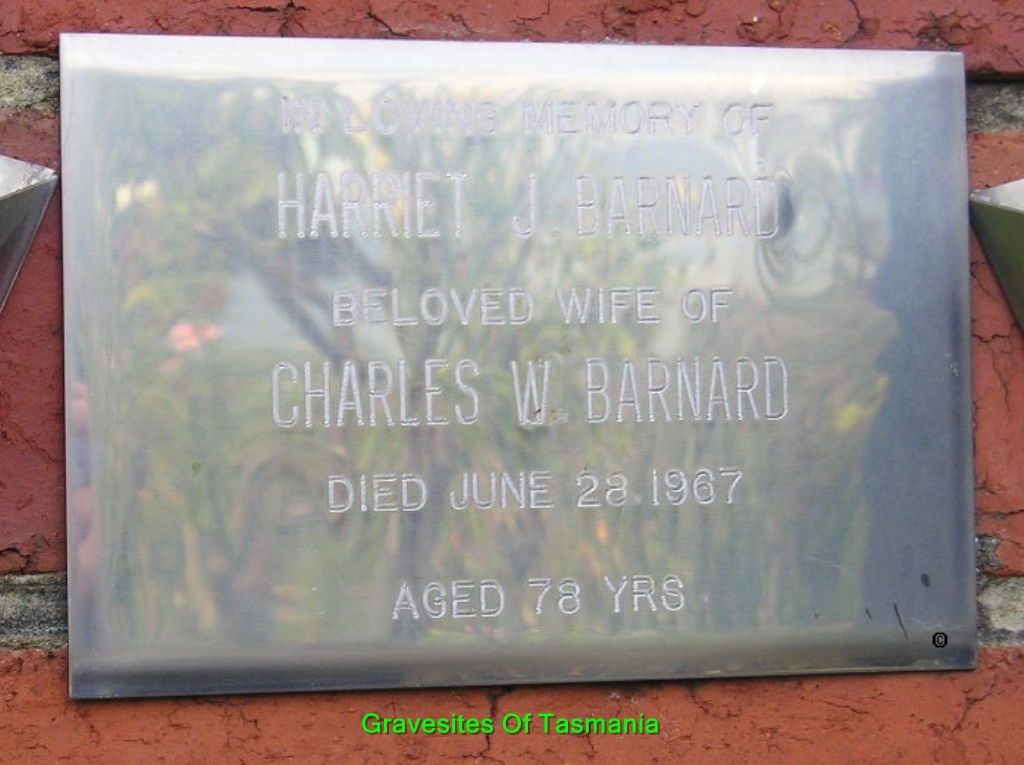 IN LOVING MEMORY OF
HARRIET J. BARNARD
BELOVED WIFE OF
CHARLES W. BARNARD
DIED JUNE 28. 1967
AGED 78 YRS
©
Gravesites Of Tasmania